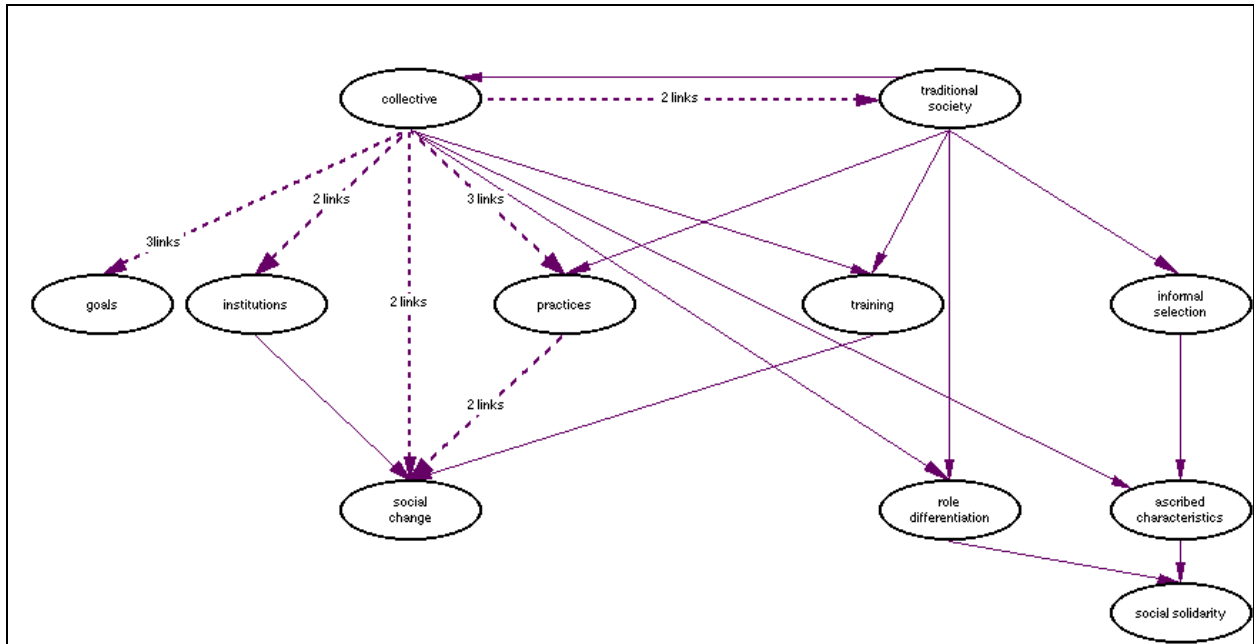 collective
2 links
traditional
society
2 links
3 links
3links
2 links
goals
institutions
practices
training
informal
selection
2 links
social
change
role
differentiation
ascribed
characteristics
social solidarity